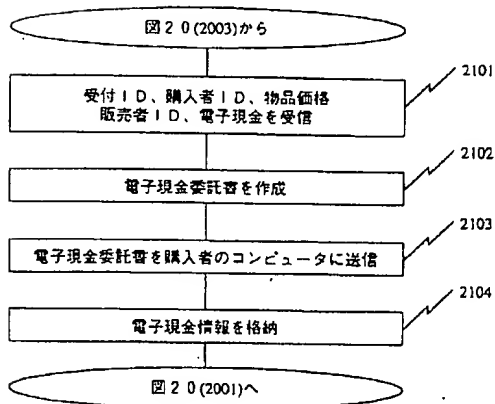 図20(2003)から
2101
受付ID、購入者ID、物品価格
販売者ID、電子現金を受信
2102
電子現金委託書を作成
2103
電子現金委託書を購入者のコンピュータに送信
2104
電子現金情報を格納
図20(2001)へ